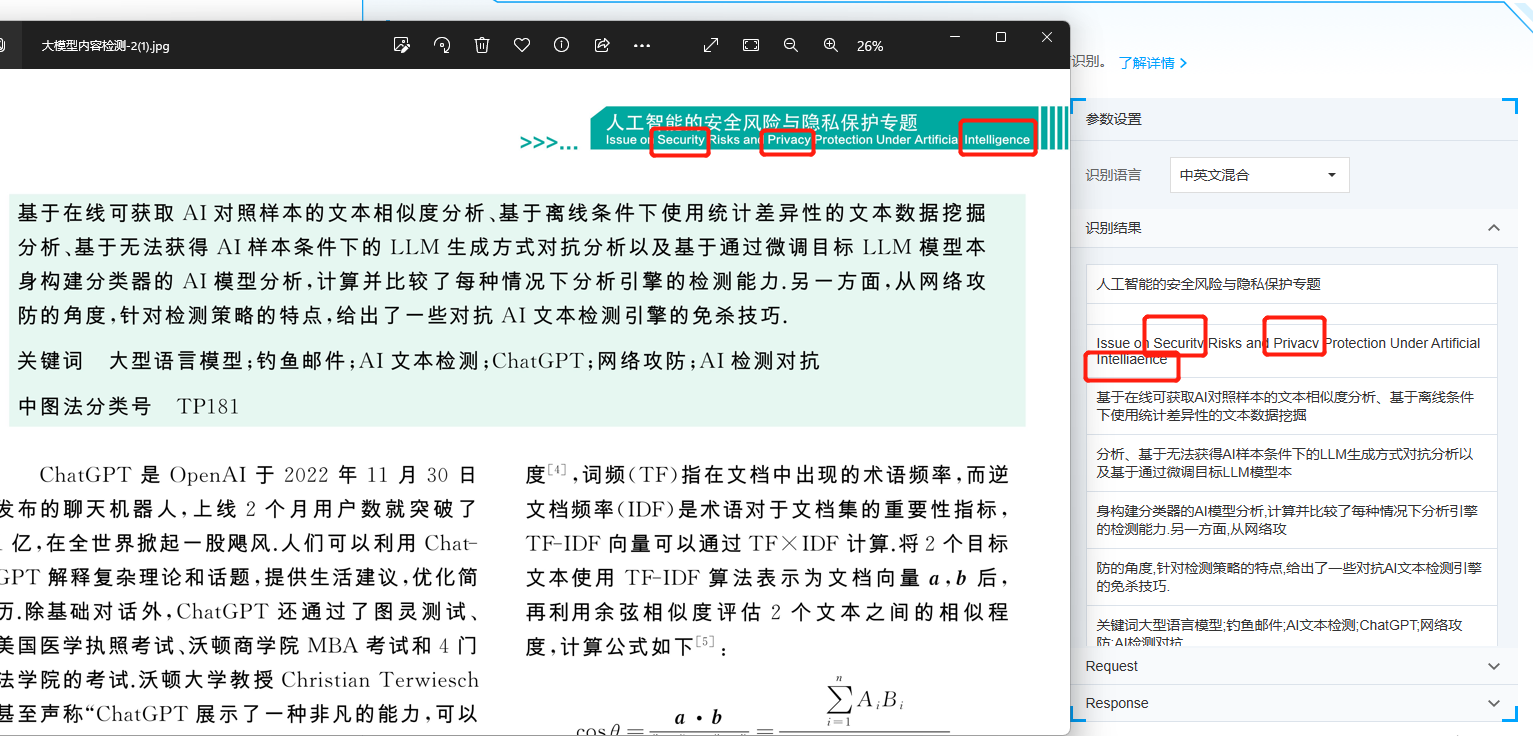 大模型内容检测-2(1).jpg
26%
>>>...
人工智能的安全风险与隐私保护专题
Issue on Security Risks and Privacy Protection Under Artificial Intelligence
基于在线可获取 AI 对照样本的文本相似度分析、基于离线条件下使用统计差异性的文本数据挖掘
分析、基于无法获得 AI 样本条件下的 LLM 生成方式对抗分析以及基于通过微调目标 LLM 模型本
身构建分类器的 AI 模型分析,计算并比较了每种情况下分析引擎的检测能力.另一方面,从网络攻
防的角度,针对检测策略的特点,给出了一些对抗 AI 文本检测引擎的免杀技巧.
关键词 大型语言模型;钓鱼邮件;AI 文本检测;ChatGPT;网络攻防;AI 检测对抗
中图法分类号 TP181
ChatGPT 是 OpenAI 于 2022 年 11 月 30 日
发布的聊天机器人,上线 2 个月用户数就突破了
亿,在全世界掀起一股飓风.人们可以利用 Chat-
GPT 解释复杂理论和话题,提供生活建议,优化简
历.除基础对话外,ChatGPT 还通过了图灵测试、
美国医学执照考试、沃顿商学院 MBA 考试和 4 门
法学院的考试.沃顿大学教授 Christian Terwiesch
甚至声称“ChatGPT 展示了一种非凡的能力,可以
度[4],词频(TF)指在文档中出现的术语频率,而逆
文档频率(IDF)是术语对于文档集的重要性指标,
TF-IDF 向量可以通过 TF×IDF 计算.将 2 个目标
文本使用 TF-IDF 算法表示为文档向量 a,b 后,
再利用余弦相似度评估 2 个文本之间的相似程
度,计算公式如下[5]:
n
∑ A_i B_i
i=1
cos θ = a · b =
识别。 了解详情 >
参数设置
识别语言 中英文混合
识别结果
人工智能的安全风险与隐私保护专题
Issue on Security Risks and Privacv Protection Under Artificial
Intelliaence
基于在线可获取AI对照样本的文本相似度分析、基于离线条件
下使用统计差异性的文本数据挖掘
分析、基于无法获得AI样本条件下的LLM生成方式对抗分析以
及基于通过微调目标LLM模型本
身构建分类器的AI模型分析,计算并比较了每种情况下分析引擎
的检测能力.另一方面,从网络攻
防的角度,针对检测策略的特点,给出了一些对抗AI文本检测引擎
的免杀技巧.
关键词大型语言模型;钓鱼邮件;AI文本检测;ChatGPT;网络攻
防;AI检测对抗
Request
Response